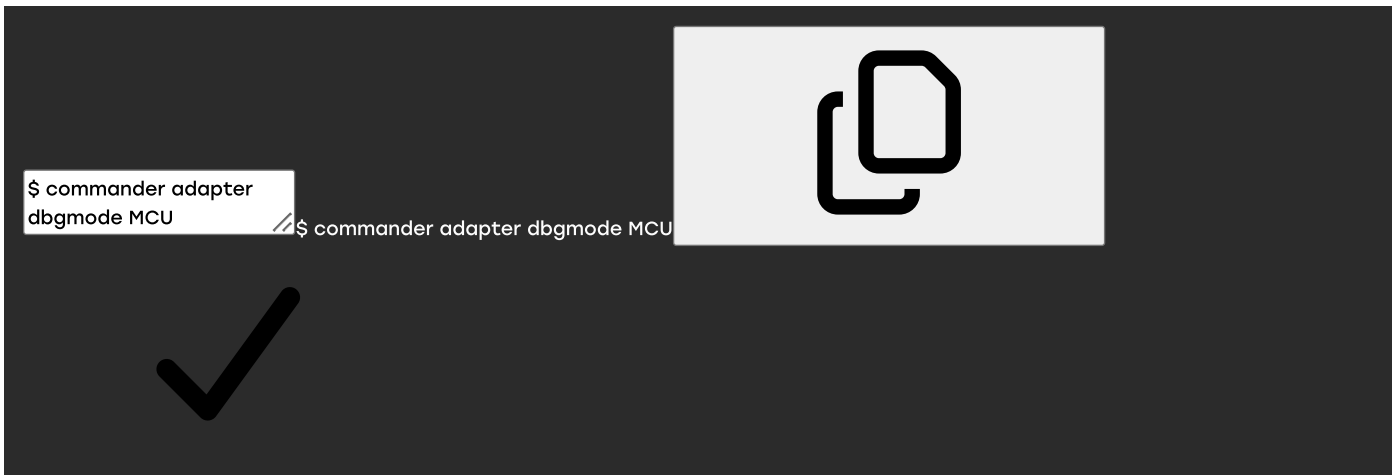 $ commander adapter
dbgmode MCU
$ commander adapter dbgmode MCU